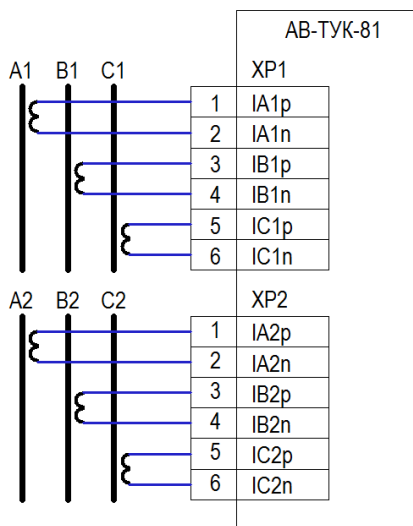 АВ-ТУК-81
A1 B1 C1 XP1
1 IA1p
2 IA1n
3 IB1p
4 IB1n
5 IC1p
6 IC1n
A2 B2 C2 XP2
1 IA2p
2 IA2n
3 IB2p
4 IB2n
5 IC2p
6 IC2n